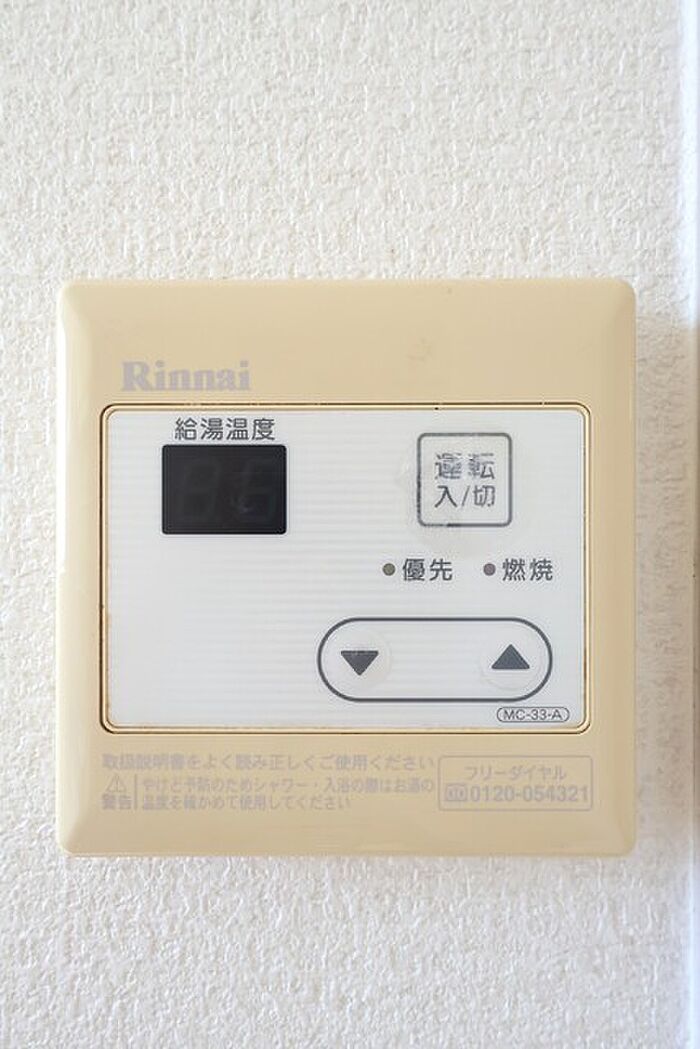 Rinnai
給湯温度
運転
入/切
優先
燃焼
▼ ▲
MC-33-A
取扱説明書をよく読み正しくご使用ください
警告
やけど予防のためシャワー・入浴の際はお湯の
温度を確かめて使用してください
フリーダイヤル
0120-054321